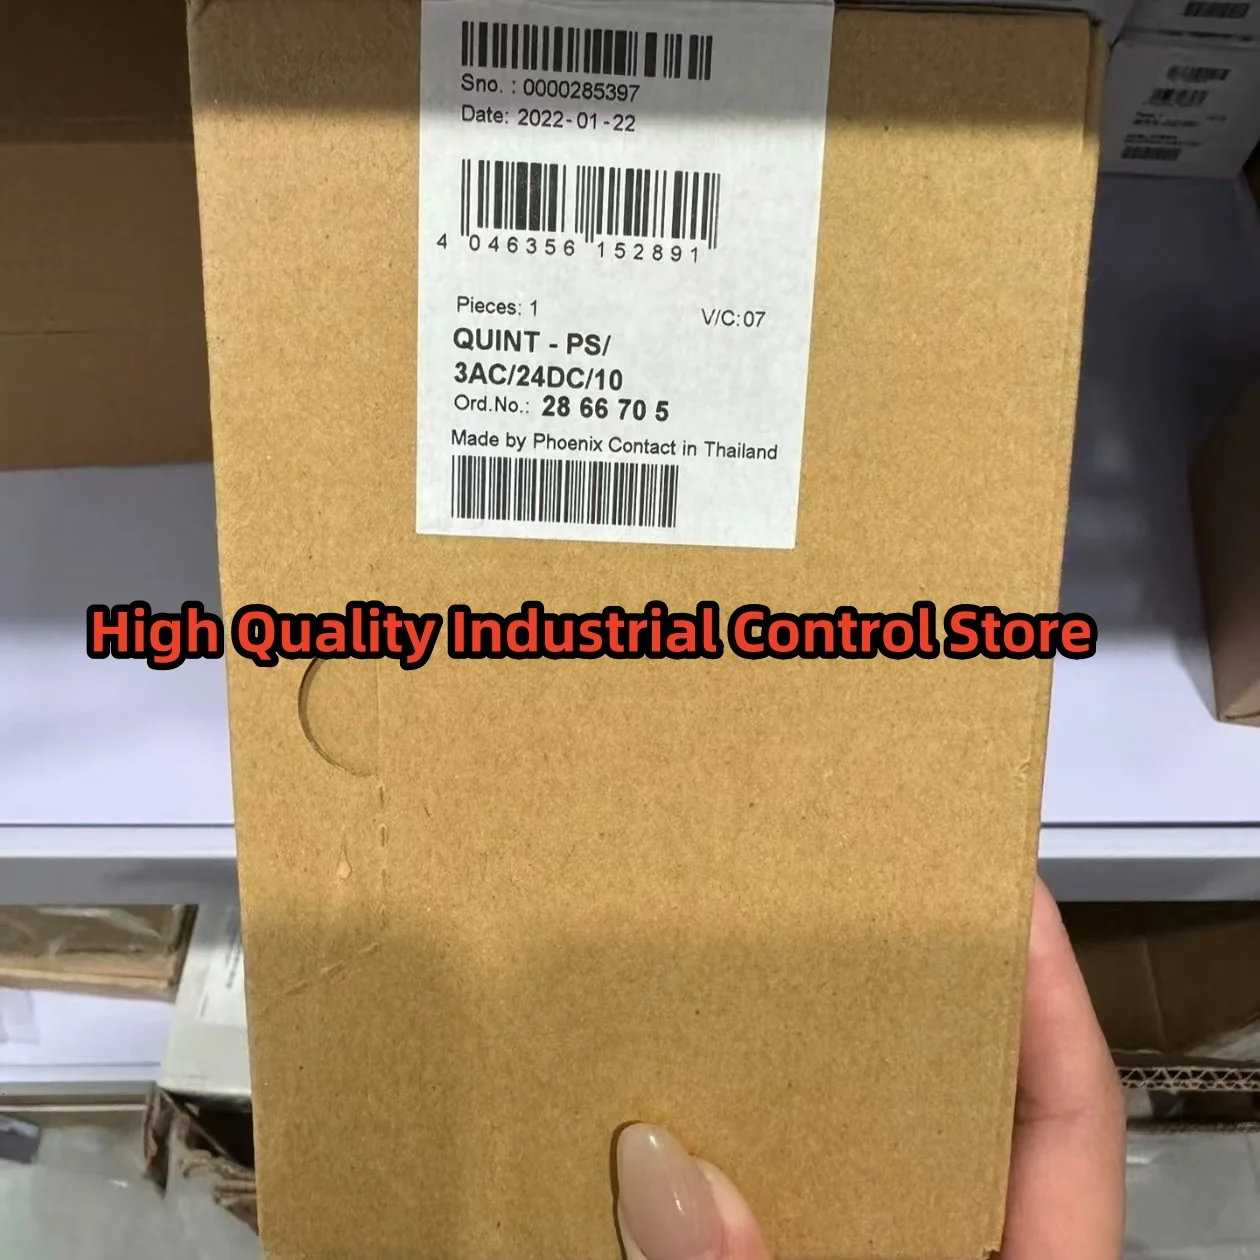 Sno. : 0000285397
Date: 2022-01-22
4 046356 152891
Pieces: 1
V/C:07
QUINT - PS/
3AC/24DC/10
Ord.No.: 28 66 70 5
Made by Phoenix Contact in Thailand
High Quality Industrial Control Store